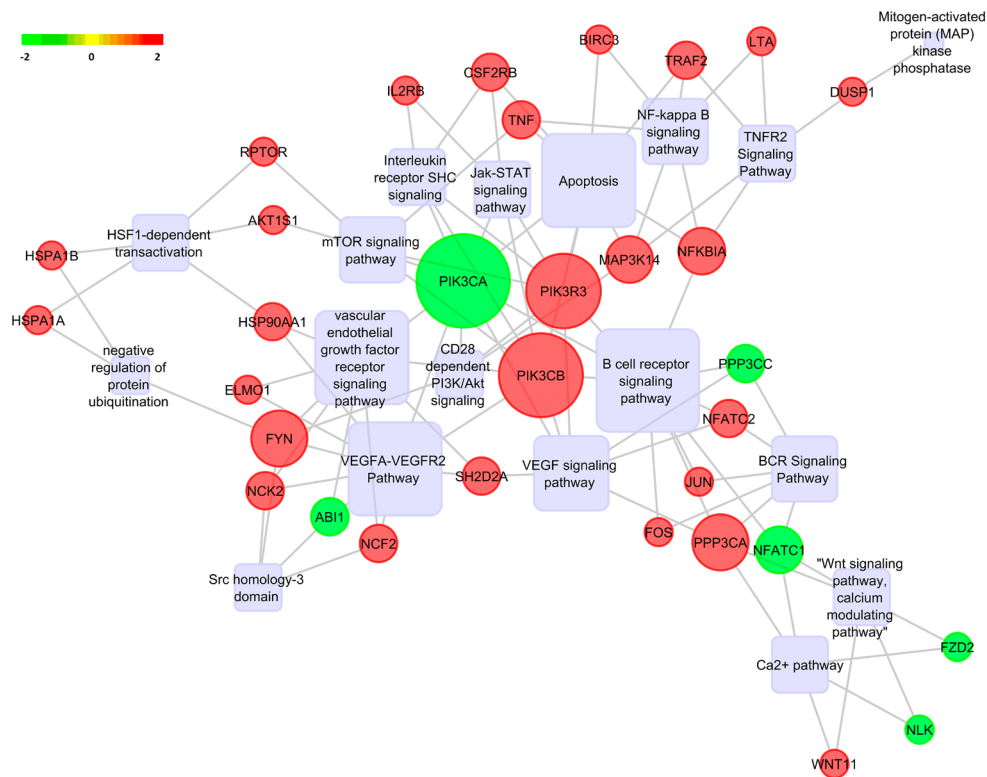 Mitogen-activated
protein (MAP)
kinase
phosphatase
-2
0
2
BIRC3
LTA
TRAF2
CSF2RB
IL2RB
DUSP1
TNF
NF-kappa B
signaling
pathway
TNFR2
Signaling
Pathway
RPTOR
Interleukin
receptor SHC
signaling
Jak-STAT
signaling
pathway
Apoptosis
AKT1S1
HSF1-dependent
transactivation
mTOR signaling
pathway
HSPA1B
PIK3CA
PIK3R3
MAP3K14
NFKBIA
HSPA1A
HSP90AA1
vascular
endothelial
growth factor
receptor
signaling
pathway
CD28
dependent
PI3K/Akt
signaling
PIK3CB
B cell receptor
signaling
pathway
PPP3CC
negative
regulation of
protein
ubiquitination
ELMO1
NFATC2
FYN
VEGFA-VEGFR2
Pathway
SH2D2A
VEGF signaling
pathway
BCR Signaling
Pathway
NCK2
JUN
ABI1
FOS
NCF2
PPP3CA
NFATC1
Src homology-3
domain
"Wnt signaling
pathway,
calcium
modulating
pathway"
FZD2
Ca2+ pathway
NLK
WNT11